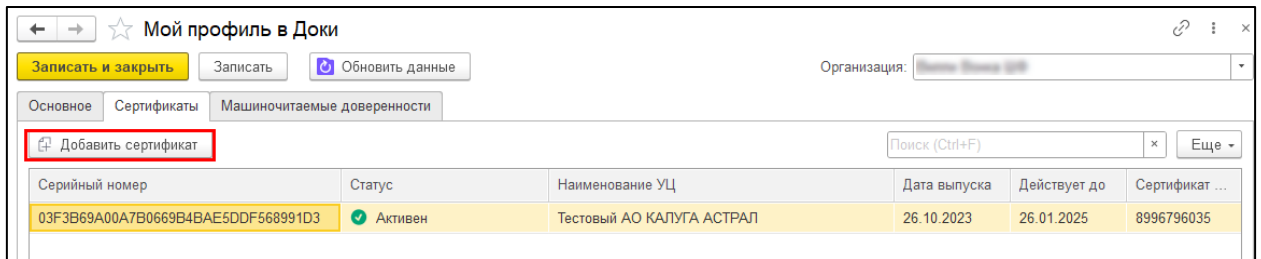 Мой профиль в Доки
Записать и закрыть Записать Обновить данные Организация:
Основное Сертификаты Машиночитаемые доверенности
Добавить сертификат Поиск (Ctrl+F) × Еще
Серийный номер Статус Наименование УЦ Дата выпуска Действует до Сертификат ...
03F3B69A00A7B0669B4BAE5DDF568991D3 Активен Тестовый АО КАЛУГА АСТРАЛ 26.10.2023 26.01.2025 8996796035